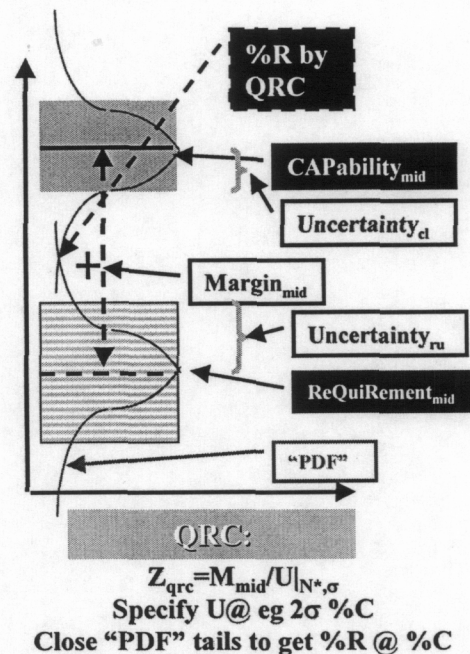 %R by
QRC
CAPability_mid
Uncertainty_cl
+
Margin_mid
Uncertainty_ru
ReQuiRement_mid
“PDF”
QRC:
Z_qrc=M_mid/U|_N*,σ
Specify U@ eg 2σ %C
Close “PDF” tails to get %R @ %C